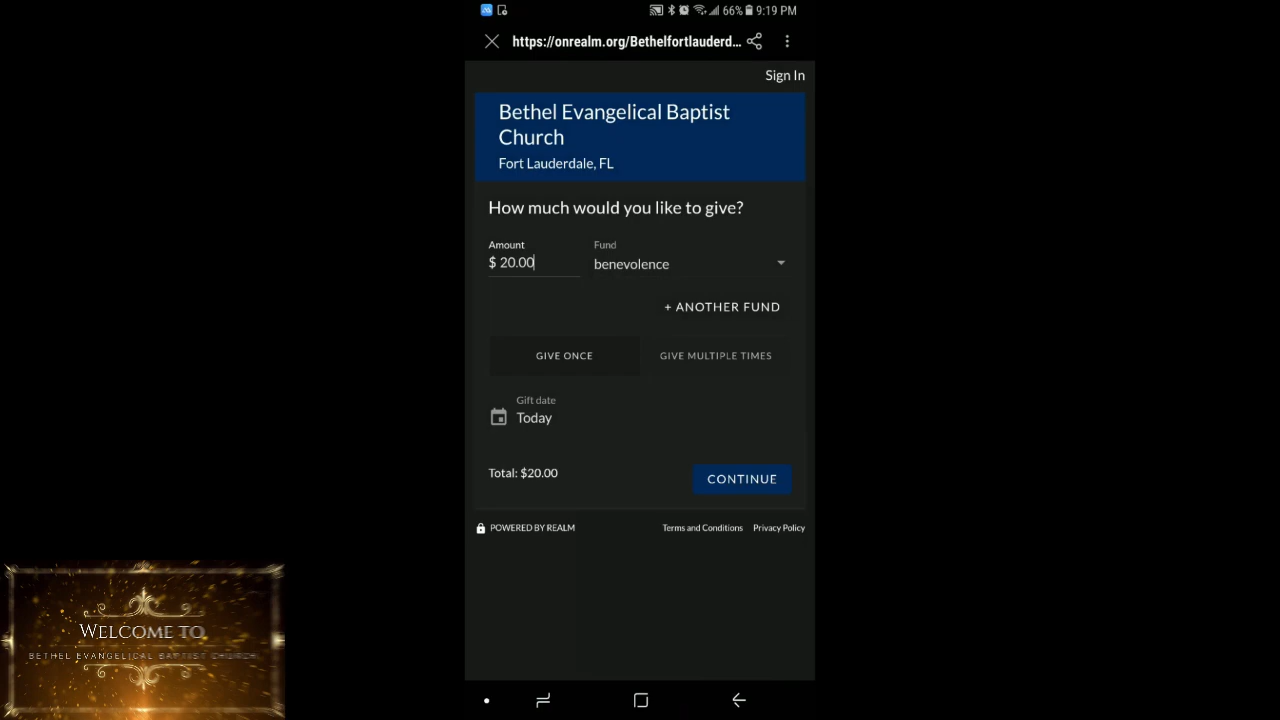 66% 9:19 PM
https://onrealm.org/Bethelfortlauderd...
Sign In
Bethel Evangelical Baptist
Church
Fort Lauderdale, FL
How much would you like to give?
Amount Fund
$ 20.00 benevolence
+ ANOTHER FUND
GIVE ONCE GIVE MULTIPLE TIMES
Gift date
Today
Total: $20.00 CONTINUE
POWERED BY REALM Terms and Conditions Privacy Policy
WELCOME TO
BETHEL EVANGELICAL BAPTIST CHURCH